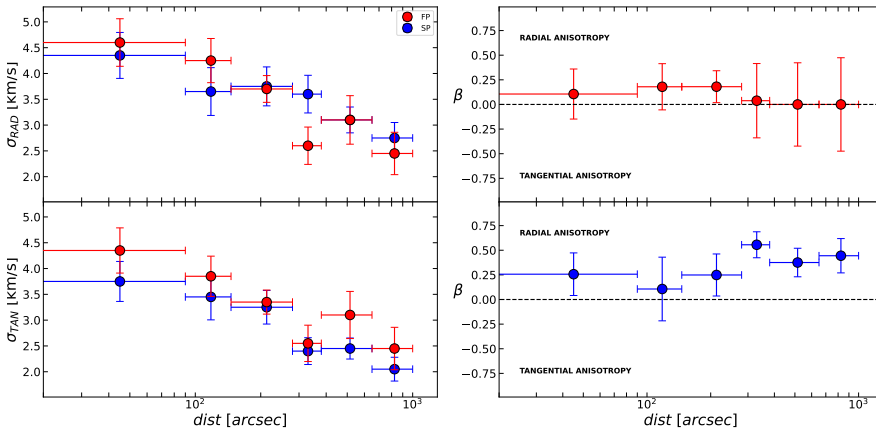 FP
SP
5.0
4.5
4.0
3.5
3.0
2.5
2.0
σRAD [Km/s]
5.0
4.5
4.0
3.5
3.0
2.5
2.0
σTAN [Km/s]
10²
10³
dist [arcsec]
RADIAL ANISOTROPY
0.75
0.50
0.25
0.00
−0.25
−0.50
−0.75
β
TANGENTIAL ANISOTROPY
RADIAL ANISOTROPY
0.75
0.50
0.25
0.00
−0.25
−0.50
−0.75
β
TANGENTIAL ANISOTROPY
10²
10³
dist [arcsec]